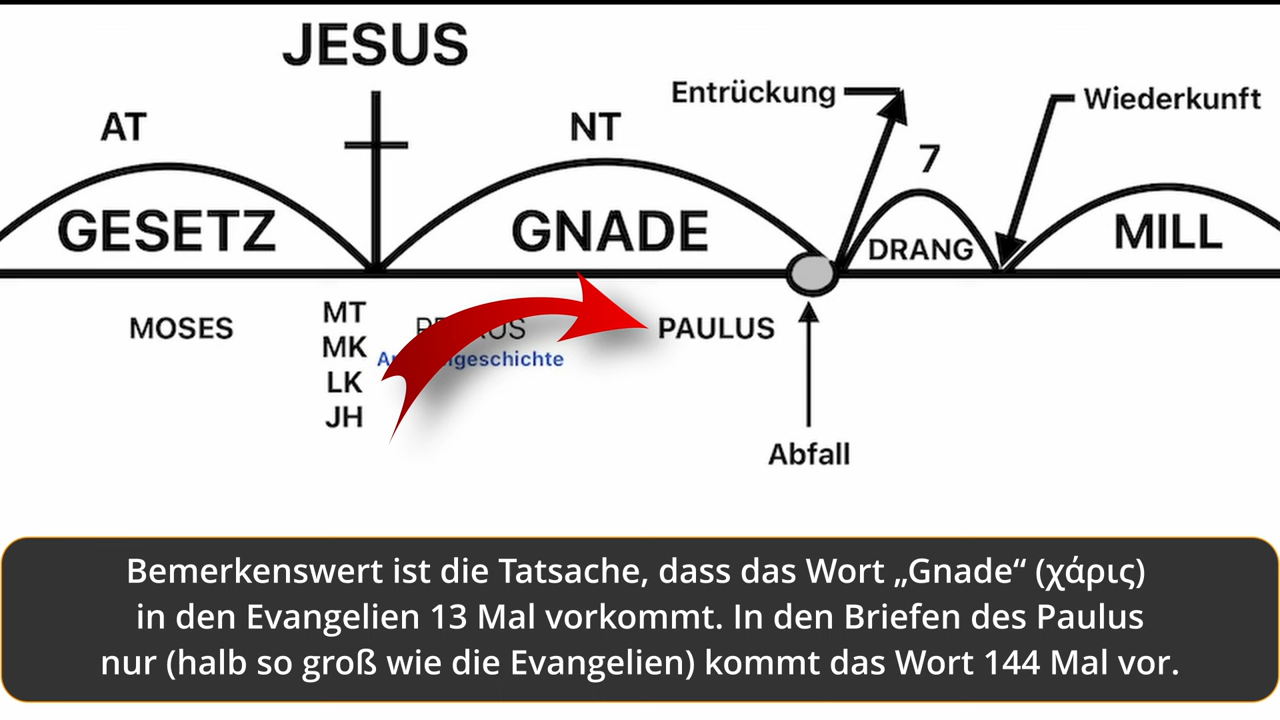 JESUS
Entrückung
Wiederkunft
AT
NT
7
GESETZ
GNADE
DRANG
MILL
MOSES
MT
MK
LK
JH
PAULUS
Abfall
Bemerkenswert ist die Tatsache, dass das Wort „Gnade“ (χάρις)
in den Evangelien 13 Mal vorkommt. In den Briefen des Paulus
nur (halb so groß wie die Evangelien) kommt das Wort 144 Mal vor.